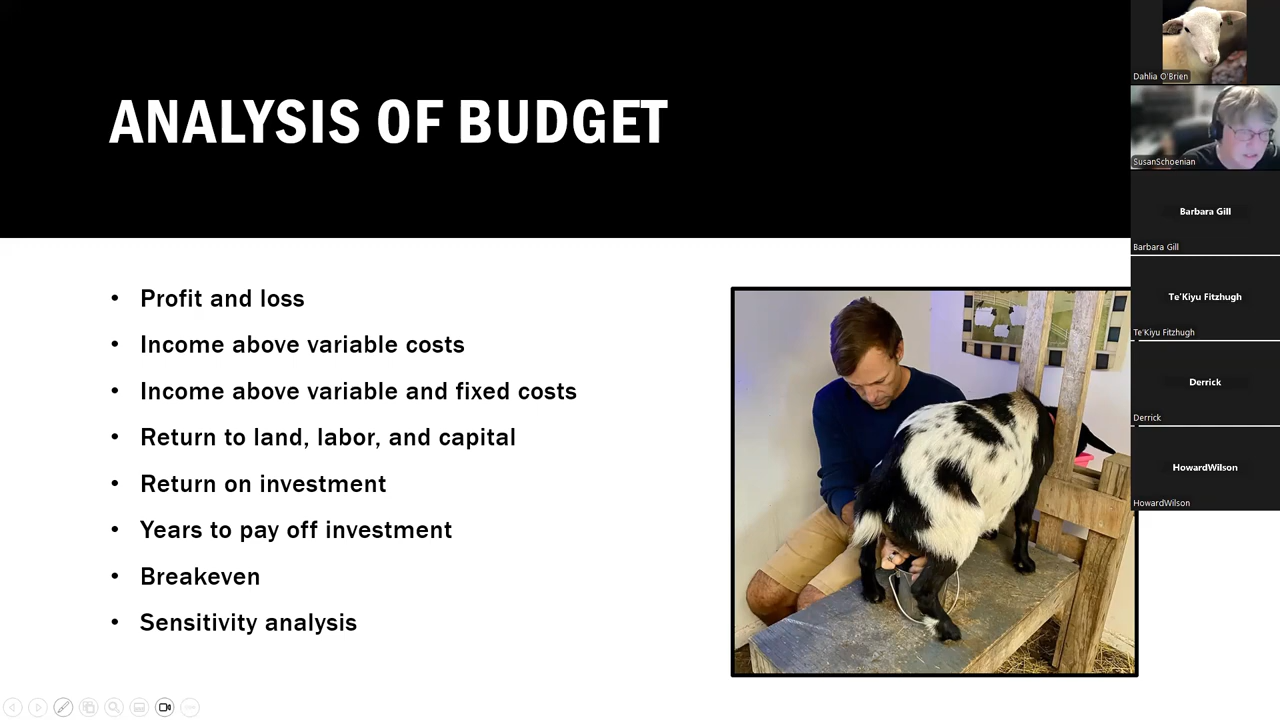 ANALYSIS OF BUDGET
• Profit and loss
• Income above variable costs
• Income above variable and fixed costs
• Return to land, labor, and capital
• Return on investment
• Years to pay off investment
• Breakeven
• Sensitivity analysis
Dahlia O'Brien
SusanSchoenian
Barbara Gill
Barbara Gill
Te'Kiyu Fitzhugh
Te'Kiyu Fitzhugh
Derrick
Derrick
HowardWilson
HowardWilson